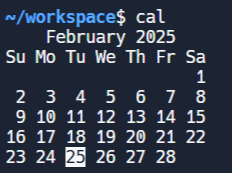 ~/workspace$ cal
   February 2025
Su Mo Tu We Th Fr Sa
                   1
 2  3  4  5  6  7  8
 9 10 11 12 13 14 15
16 17 18 19 20 21 22
23 24 25 26 27 28